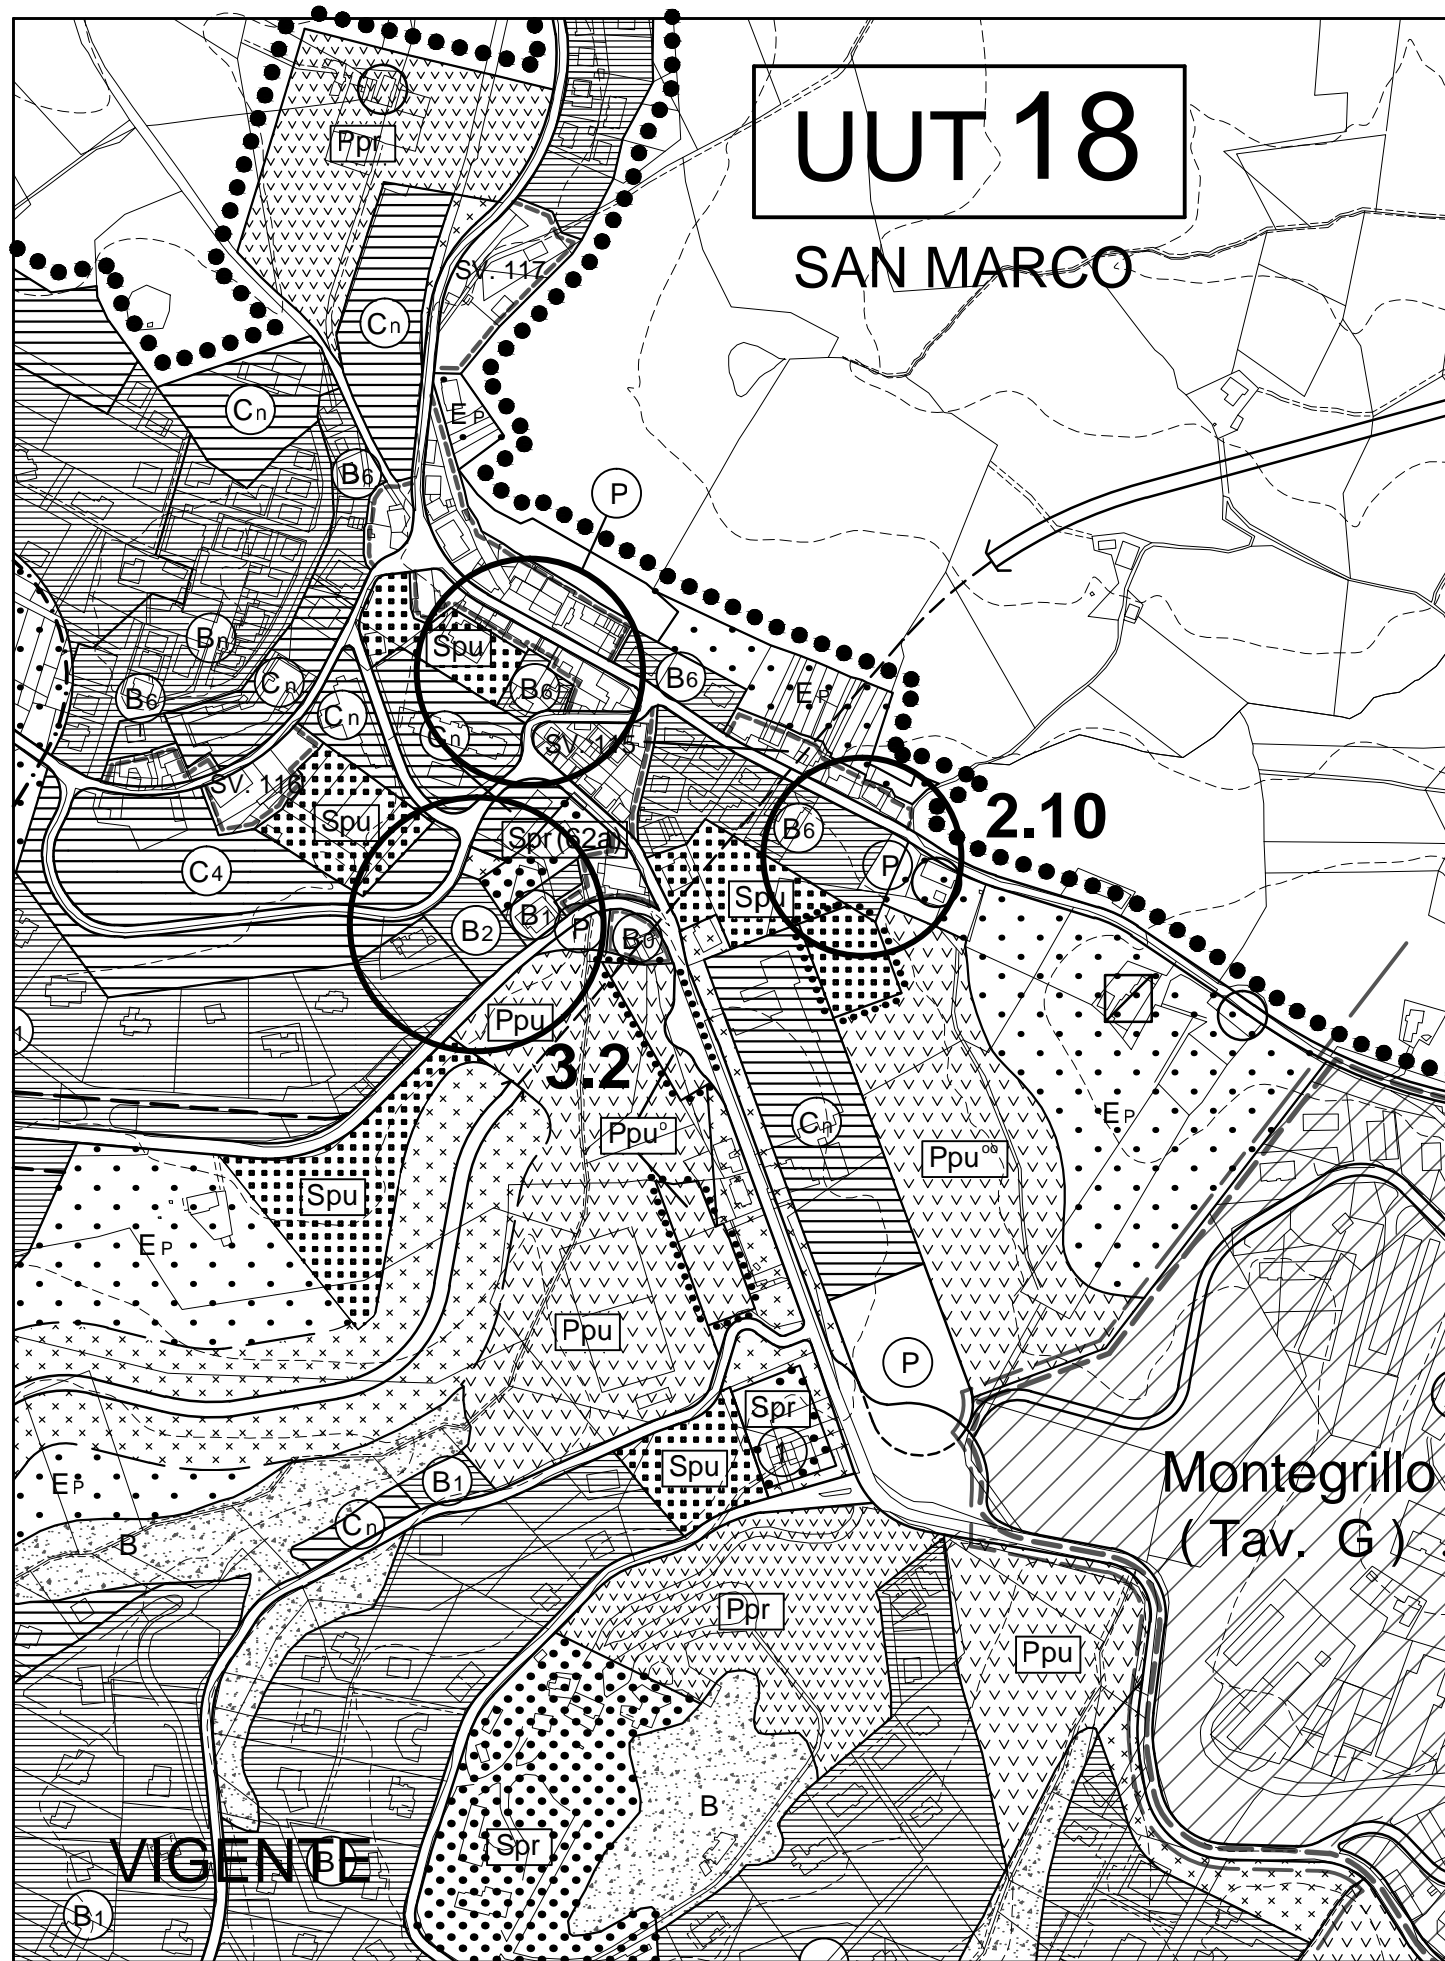 UUT 18
SAN MARCO
Ppr
SV. 117
Cn
Cn
EP
B6
P
Spu
Bn
B6
Cn
Cn
B6
B6
EP
Cn
SV. 115
SV. 116
Spu
2.10
B6
Spr (62a)
P
C4
Spu
B1
B2
P
B0
Ppu
3.2
Cn
EP
Ppu°
Ppu°°
Spu
EP
Ppu
P
Spr
Spu
B1
EP
Cn
Montegrillo
( Tav. G )
B
Ppr
Ppu
B
Spr
VIGENTE
B
B1